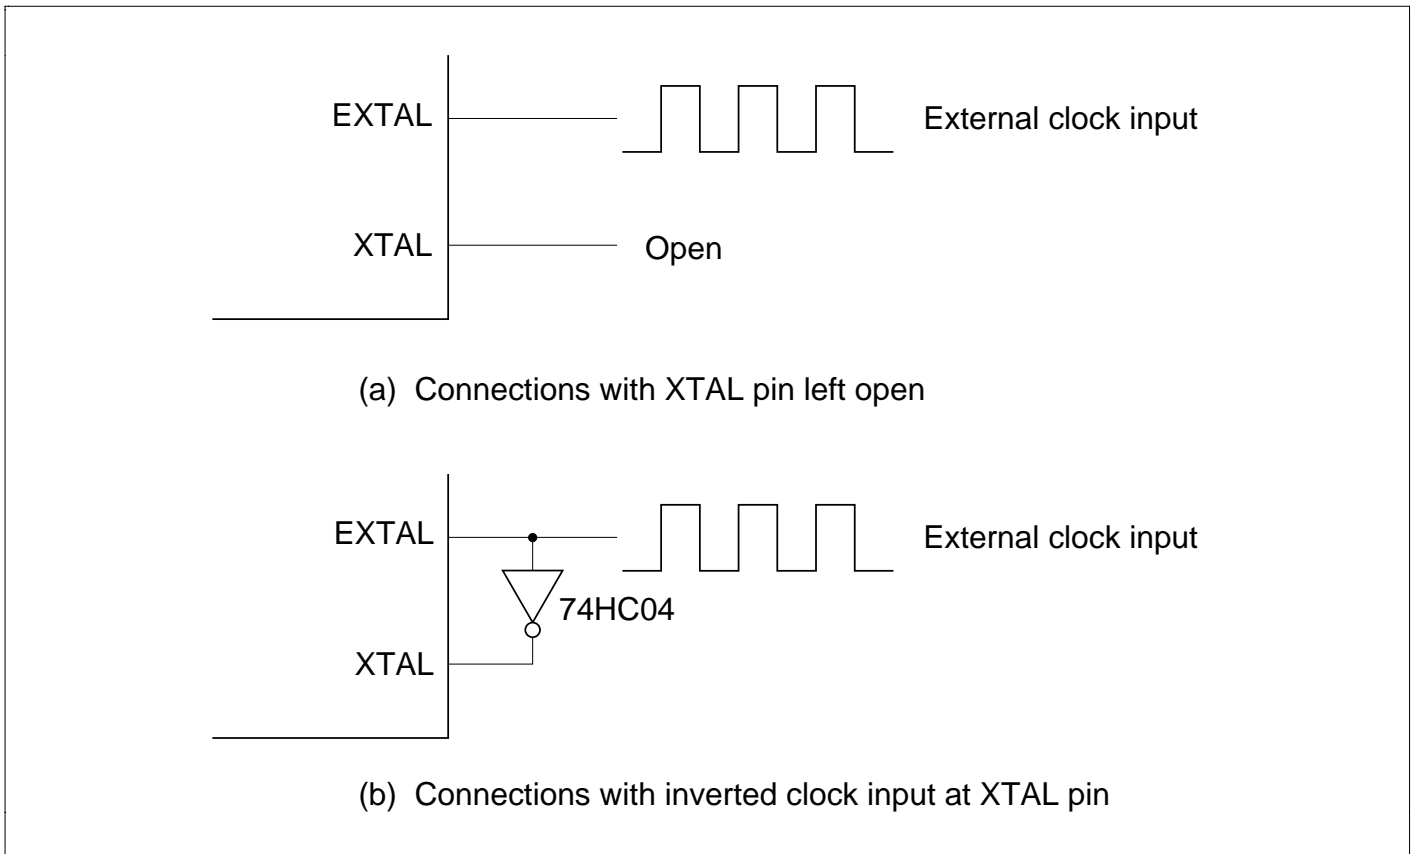 EXTAL
External clock input
XTAL
Open
(a) Connections with XTAL pin left open
EXTAL
External clock input
74HC04
XTAL
(b) Connections with inverted clock input at XTAL pin